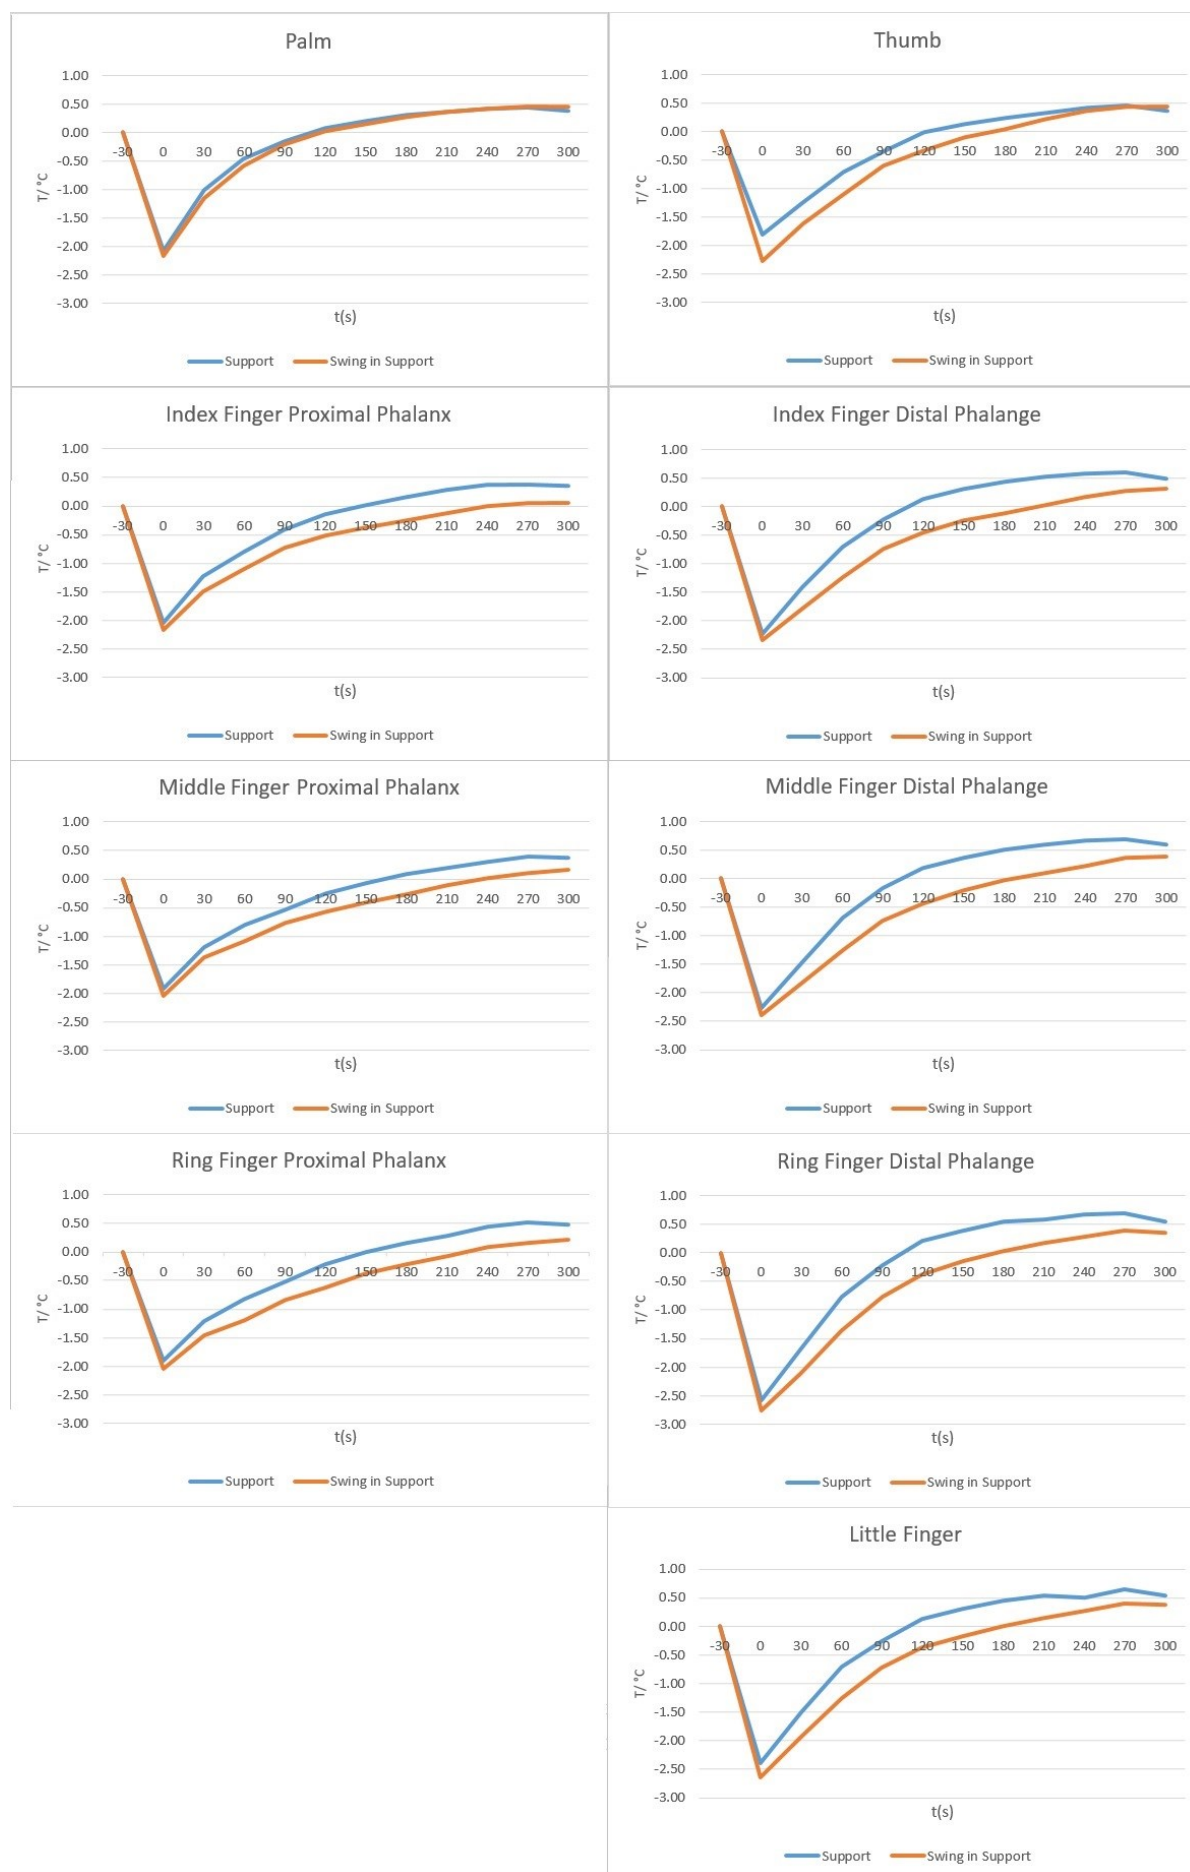 Palm
1.00
0.50
0.00
-0.50
-1.00
-1.50
-2.00
-2.50
-3.00
-30 0 30 60 90 120 150 180 210 240 270 300
T/ °C
t(s)
Support Swing in Support
Thumb
1.00
0.50
0.00
-0.50
-1.00
-1.50
-2.00
-2.50
-3.00
-30 0 30 60 90 120 150 180 210 240 270 300
T/ °C
t(s)
Support Swing in Support
Index Finger Proximal Phalanx
1.00
0.50
0.00
-0.50
-1.00
-1.50
-2.00
-2.50
-3.00
-30 0 30 60 90 120 150 180 210 240 270 300
T/ °C
t(s)
Support Swing in Support
Index Finger Distal Phalange
1.00
0.50
0.00
-0.50
-1.00
-1.50
-2.00
-2.50
-3.00
-30 0 30 60 90 120 150 180 210 240 270 300
T/ °C
t(s)
Support Swing in Support
Middle Finger Proximal Phalanx
1.00
0.50
0.00
-0.50
-1.00
-1.50
-2.00
-2.50
-3.00
-30 0 30 60 90 120 150 180 210 240 270 300
T/ °C
t(s)
Support Swing in Support
Middle Finger Distal Phalange
1.00
0.50
0.00
-0.50
-1.00
-1.50
-2.00
-2.50
-3.00
-30 0 30 60 90 120 150 180 210 240 270 300
T/ °C
t(s)
Support Swing in Support
Ring Finger Proximal Phalanx
1.00
0.50
0.00
-0.50
-1.00
-1.50
-2.00
-2.50
-3.00
-30 0 30 60 90 120 150 180 210 240 270 300
T/ °C
t(s)
Support Swing in Support
Ring Finger Distal Phalange
1.00
0.50
0.00
-0.50
-1.00
-1.50
-2.00
-2.50
-3.00
-30 0 30 60 90 120 150 180 210 240 270 300
T/ °C
t(s)
Support Swing in Support
Little Finger
1.00
0.50
0.00
-0.50
-1.00
-1.50
-2.00
-2.50
-3.00
-30 0 30 60 90 120 150 180 210 240 270 300
T/ °C
t(s)
Support Swing in Support